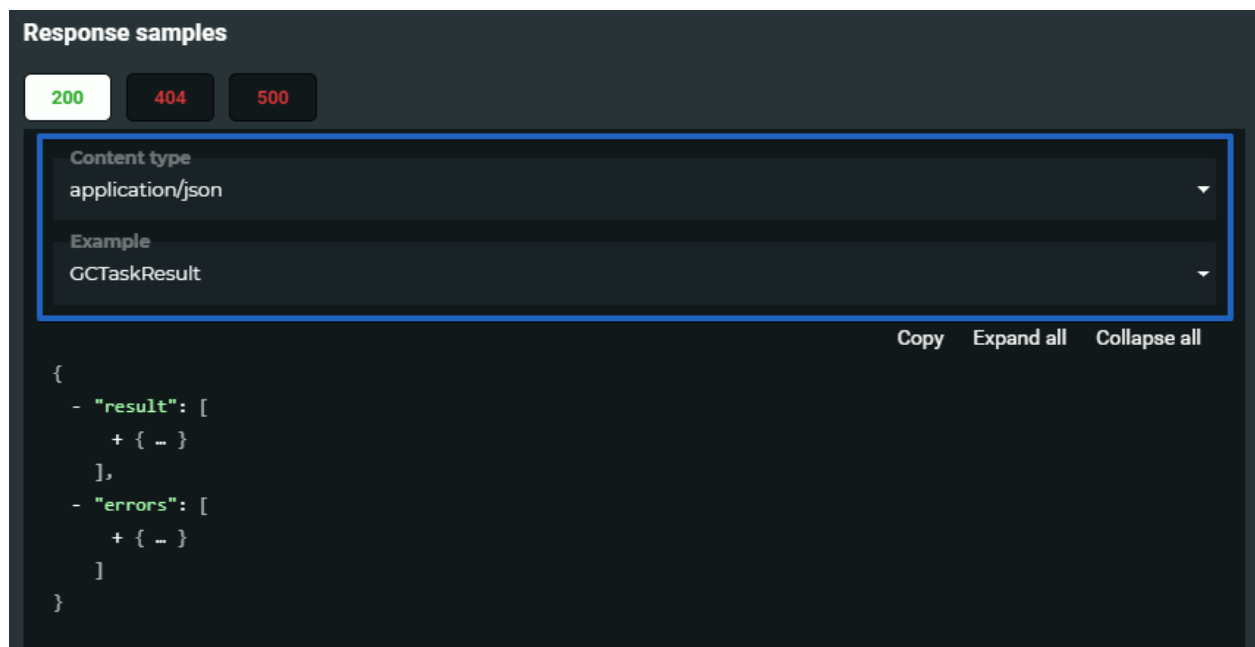 Response samples
200 404 500
Content type
application/json
Example
GCTaskResult
Copy Expand all Collapse all
{
- "result": [
+ { … }
],
- "errors": [
+ { … }
]
}